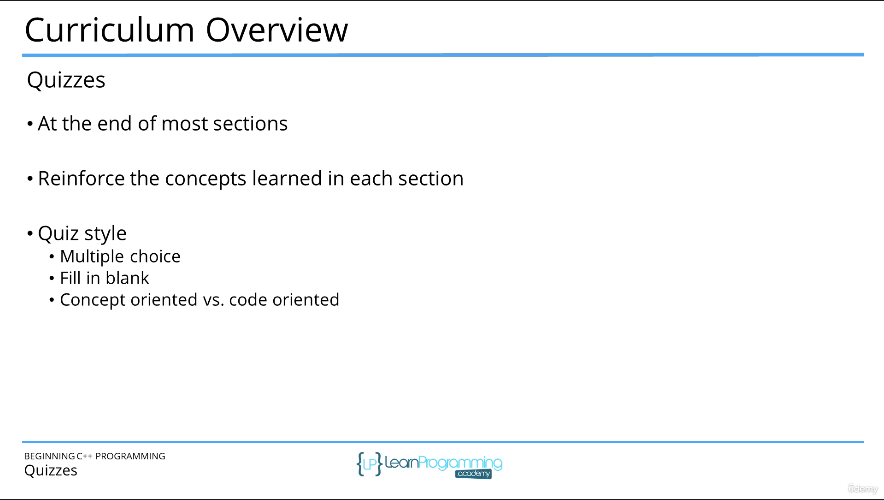 Curriculum Overview
Quizzes
• At the end of most sections
• Reinforce the concepts learned in each section
• Quiz style
• Multiple choice
• Fill in blank
• Concept oriented vs. code oriented
BEGINNING C++ PROGRAMMING
Quizzes
{LP} LearnProgramming
academy
Udemy